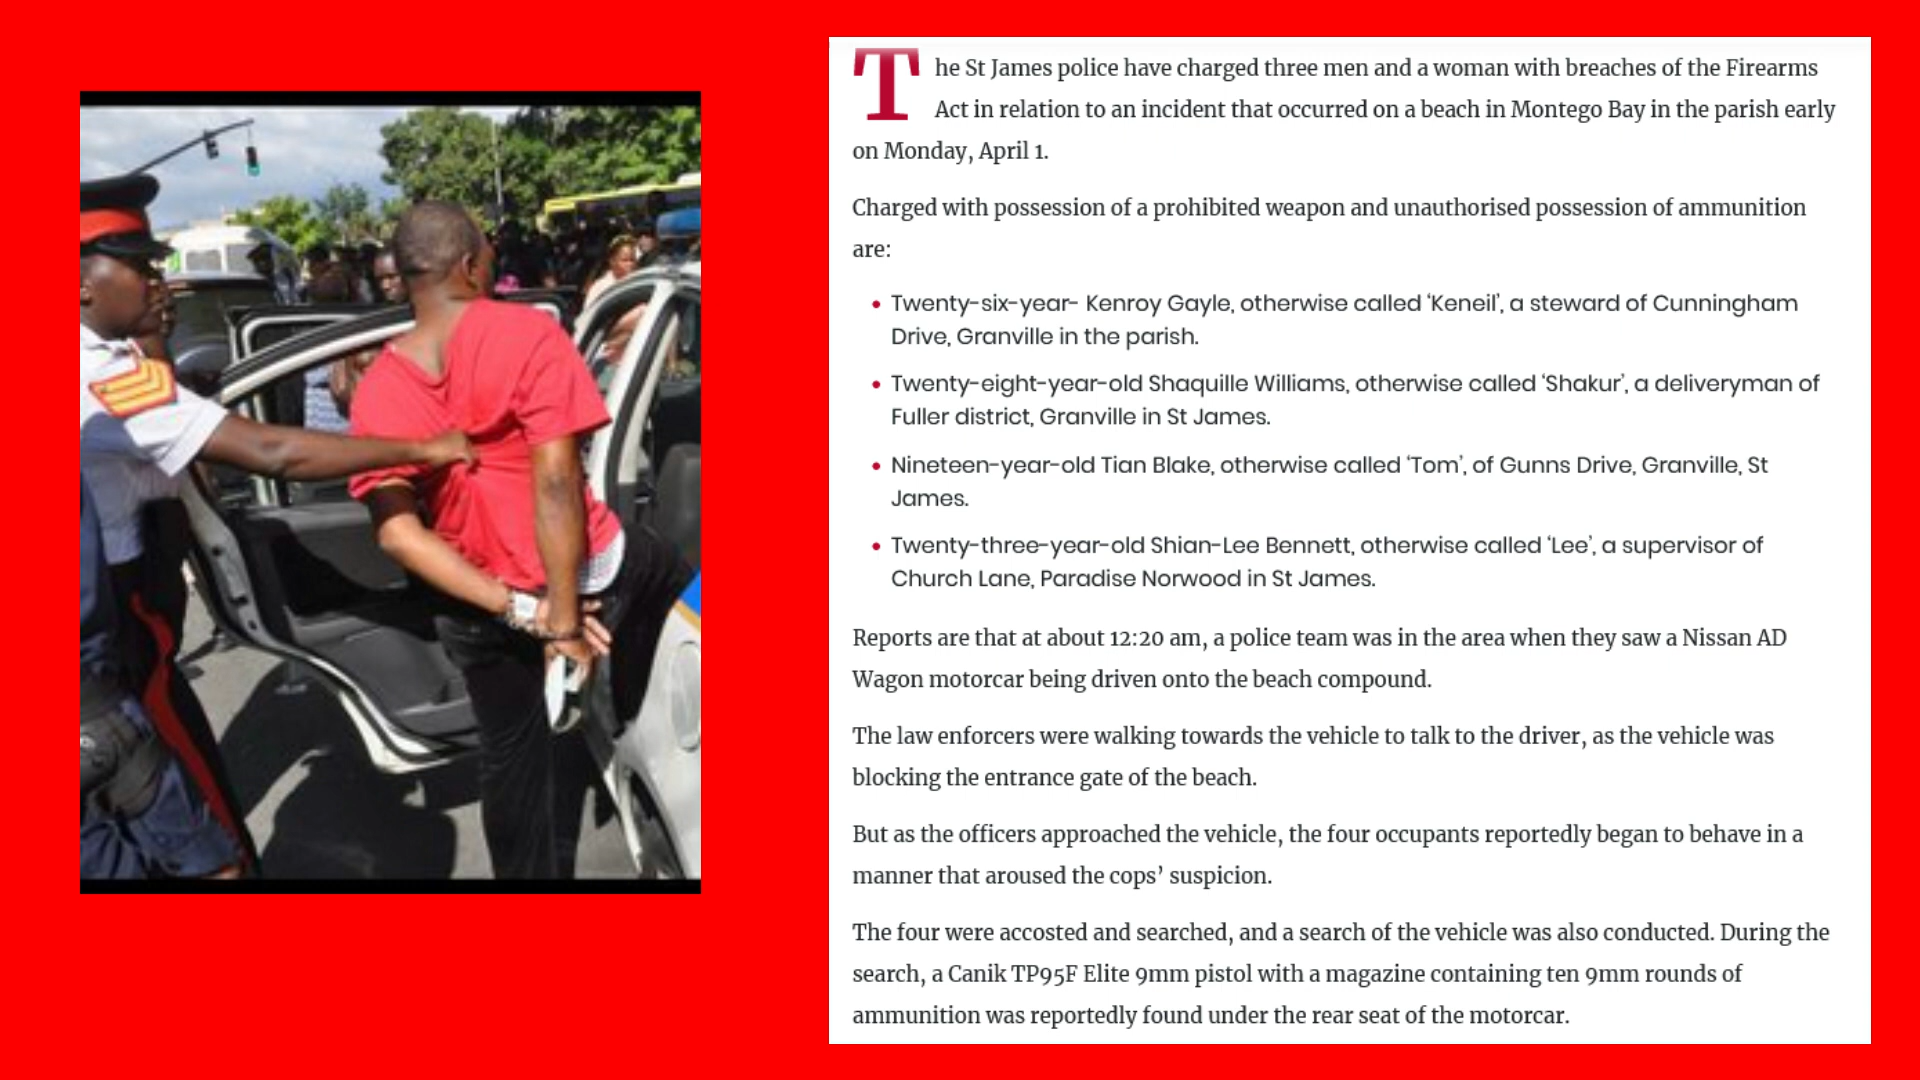 The St James police have charged three men and a woman with breaches of the Firearms
Act in relation to an incident that occurred on a beach in Montego Bay in the parish early
on Monday, April 1.
Charged with possession of a prohibited weapon and unauthorised possession of ammunition
are:
• Twenty-six-year- Kenroy Gayle, otherwise called ‘Keneil’, a steward of Cunningham
Drive, Granville in the parish.
• Twenty-eight-year-old Shaquille Williams, otherwise called ‘Shakur’, a deliveryman of
Fuller district, Granville in St James.
• Nineteen-year-old Tian Blake, otherwise called ‘Tom’, of Gunns Drive, Granville, St
James.
• Twenty-three-year-old Shian-Lee Bennett, otherwise called ‘Lee’, a supervisor of
Church Lane, Paradise Norwood in St James.
Reports are that at about 12:20 am, a police team was in the area when they saw a Nissan AD
Wagon motorcar being driven onto the beach compound.
The law enforcers were walking towards the vehicle to talk to the driver, as the vehicle was
blocking the entrance gate of the beach.
But as the officers approached the vehicle, the four occupants reportedly began to behave in a
manner that aroused the cops’ suspicion.
The four were accosted and searched, and a search of the vehicle was also conducted. During the
search, a Canik TP95F Elite 9mm pistol with a magazine containing ten 9mm rounds of
ammunition was reportedly found under the rear seat of the motorcar.